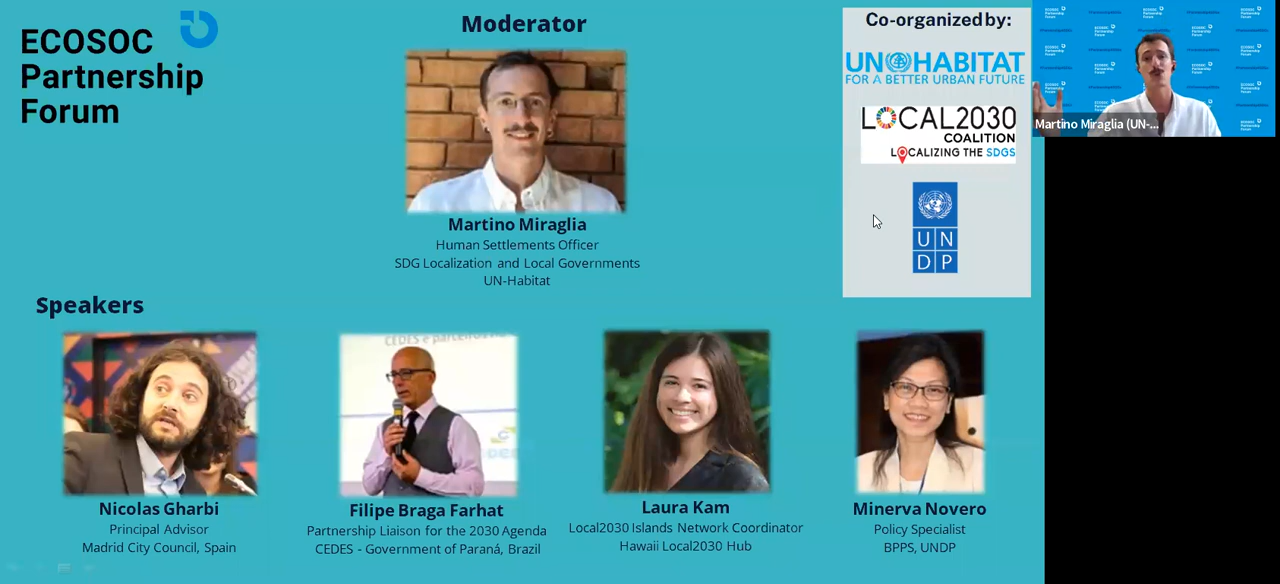 ECOSOC
Partnership
Forum
Moderator
Martino Miraglia
Human Settlements Officer
SDG Localization and Local Governments
UN-Habitat
Co-organized by:
UN HABITAT
FOR A BETTER URBAN FUTURE
LOCAL2030
COALITION
LOCALIZING THE SDGS
U N
D P
Martino Miraglia (UN-...
Speakers
Nicolas Gharbi
Principal Advisor
Madrid City Council, Spain
CEDES e parceiros
Filipe Braga Farhat
Partnership Liaison for the 2030 Agenda
CEDES - Government of Paraná, Brazil
Laura Kam
Local2030 Islands Network Coordinator
Hawaii Local2030 Hub
Minerva Novero
Policy Specialist
BPPS, UNDP